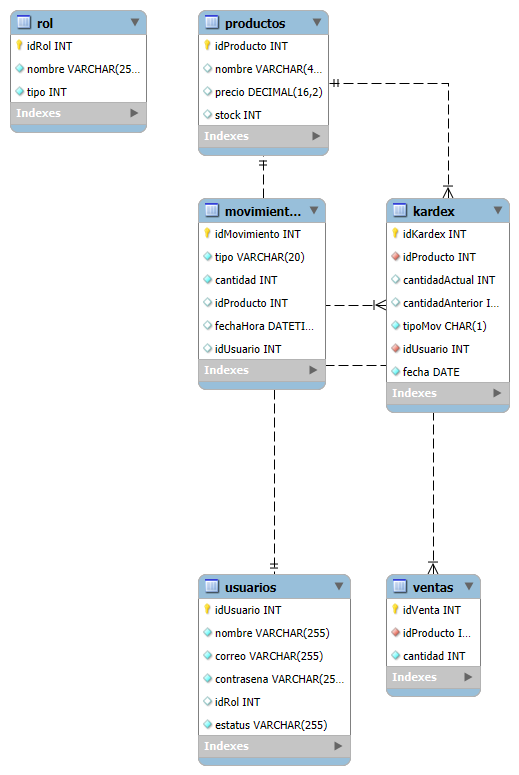 rol
idRol INT
nombre VARCHAR(25...
tipo INT
Indexes
productos
idProducto INT
nombre VARCHAR(4...
precio DECIMAL(16,2)
stock INT
Indexes
movimient...
idMovimiento INT
tipo VARCHAR(20)
cantidad INT
idProducto INT
fechaHora DATETI...
idUsuario INT
Indexes
kardex
idKardex INT
idProducto INT
cantidadActual INT
cantidadAnterior I...
tipoMov CHAR(1)
idUsuario INT
fecha DATE
Indexes
usuarios
idUsuario INT
nombre VARCHAR(255)
correo VARCHAR(255)
contrasena VARCHAR(25...
idRol INT
estatus VARCHAR(255)
Indexes
ventas
idVenta INT
idProducto I...
cantidad INT
Indexes